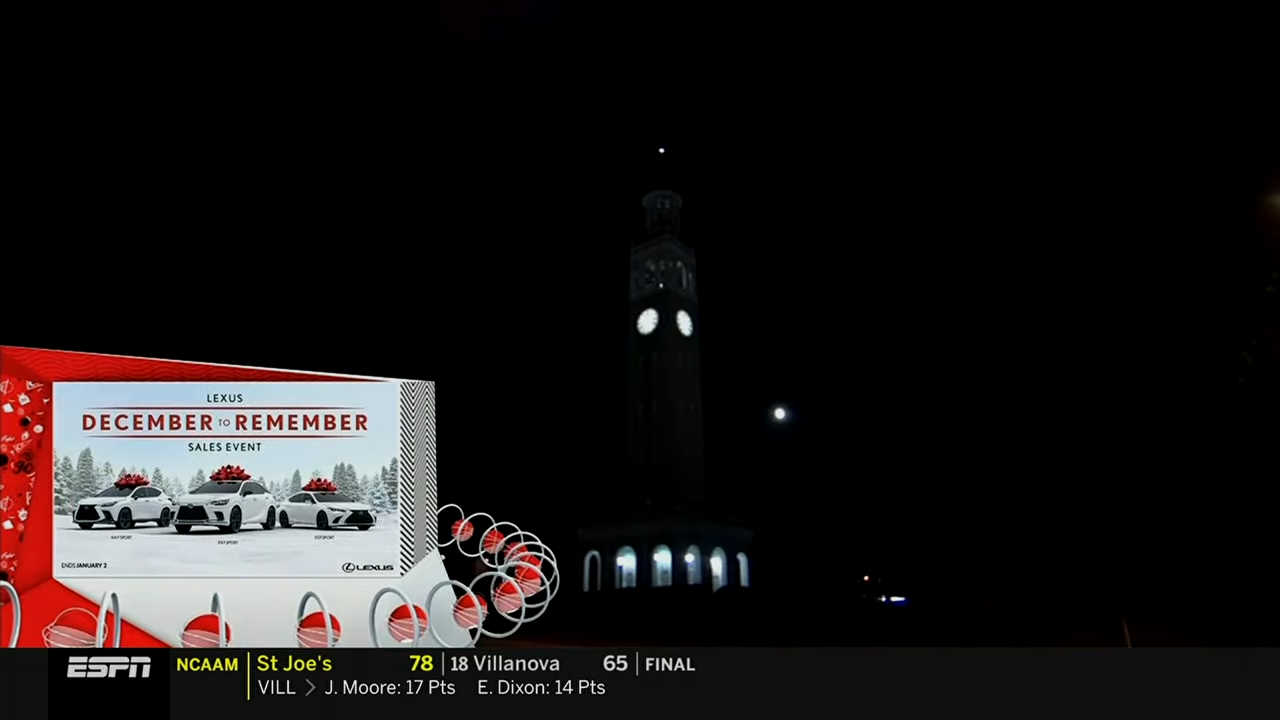 LEXUS
DECEMBER TO REMEMBER
SALES EVENT
ENDS JANUARY 2
LEXUS
ESPN
NCAAM St Joe's 78 18 Villanova 65 FINAL
VILL > J. Moore: 17 Pts E. Dixon: 14 Pts